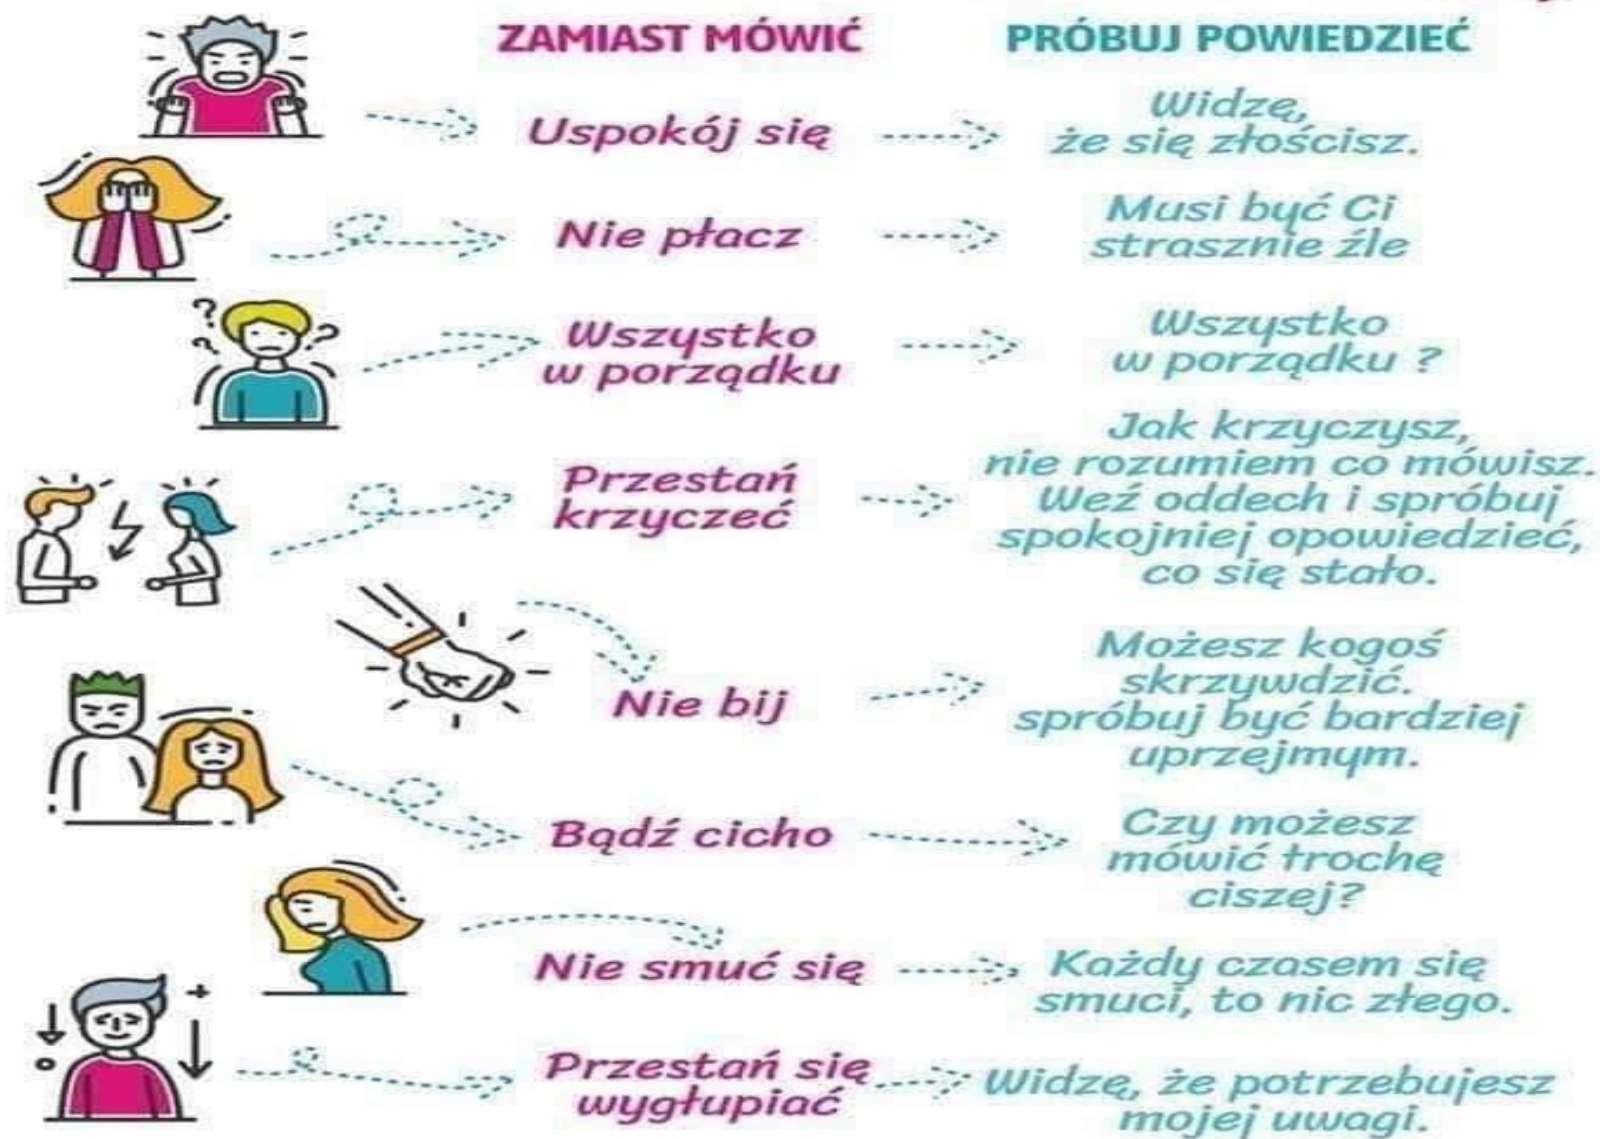 ZAMIAST MÓWIĆ
PRÓBUJ POWIEDZIEĆ
Uspokój się
Widzę,
że się złościsz.
Nie płacz
Musi być Ci
strasznie źle
Wszystko
w porządku
Wszystko
w porządku ?
Przestań
krzyczeć
Jak krzyczysz,
nie rozumiem co mówisz.
Weź oddech i spróbuj
spokojniej opowiedzieć,
co się stało.
Nie bij
Możesz kogoś
skrzywdzić.
spróbuj być bardziej
uprzejmym.
Bądź cicho
Czy możesz
mówić trochę
ciszej?
Nie smuć się
Każdy czasem się
smuci, to nic złego.
Przestań się
wygłupiać
Widzę, że potrzebujesz
mojej uwagi.